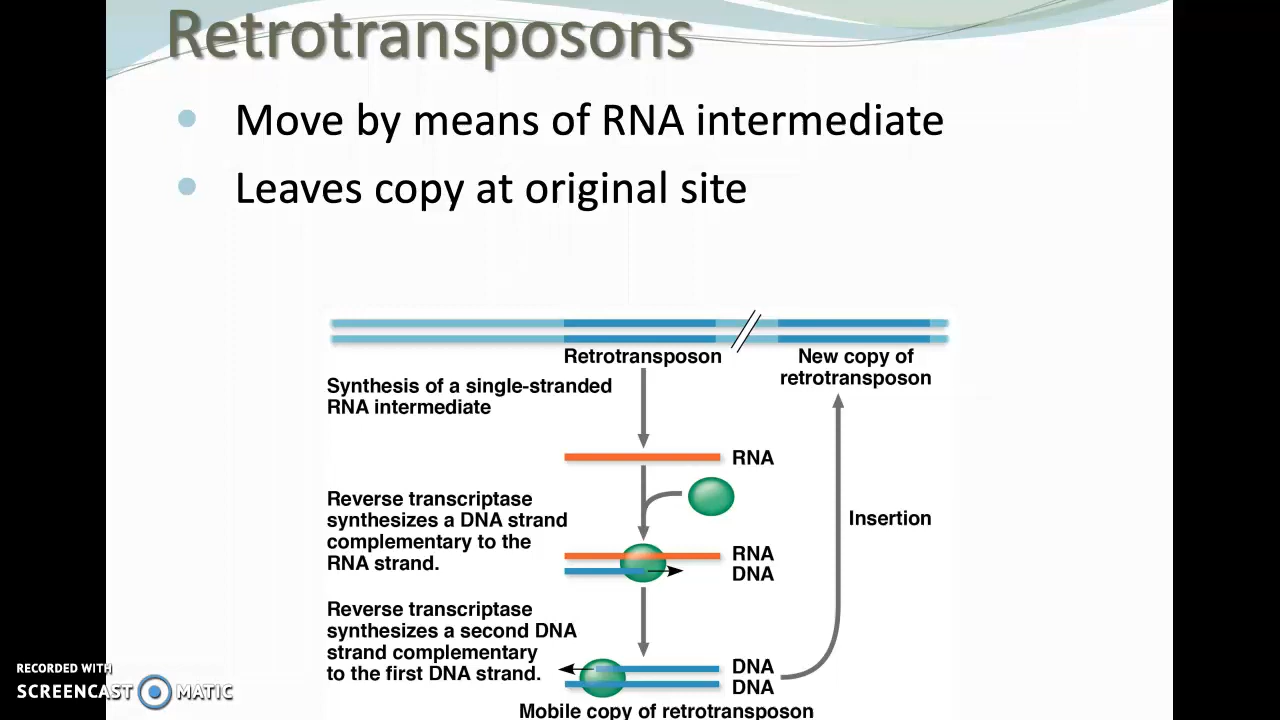 Retrotransposons
Move by means of RNA intermediate
Leaves copy at original site
Retrotransposon
New copy of
retrotransposon
Synthesis of a single-stranded
RNA intermediate
RNA
Reverse transcriptase
synthesizes a DNA strand
complementary to the
RNA strand.
Insertion
RNA
DNA
Reverse transcriptase
synthesizes a second DNA
strand complementary
to the first DNA strand.
DNA
DNA
Mobile copy of retrotransposon
RECORDED WITH
SCREENCAST MATIC